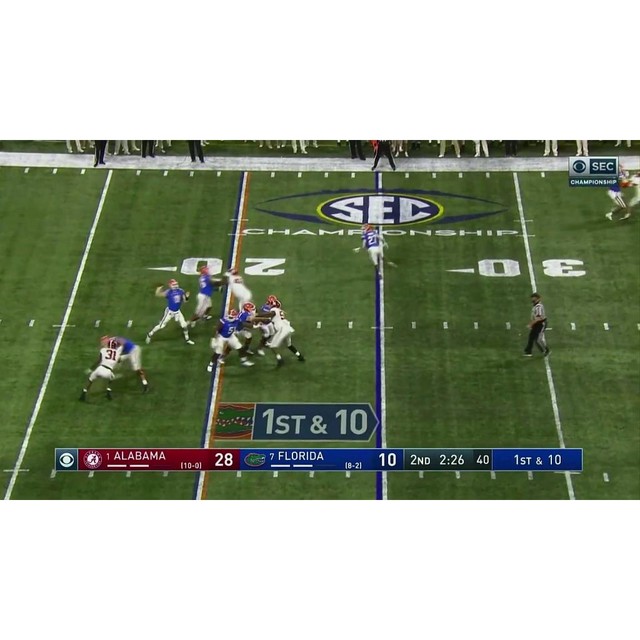 SEC
CHAMPIONSHIP
SEC
CHAMPIONSHIP
27
20
30
31
1ST & 10
1 ALABAMA (10-0) 28 7 FLORIDA (8-2) 10 2ND 2:26 40 1ST & 10